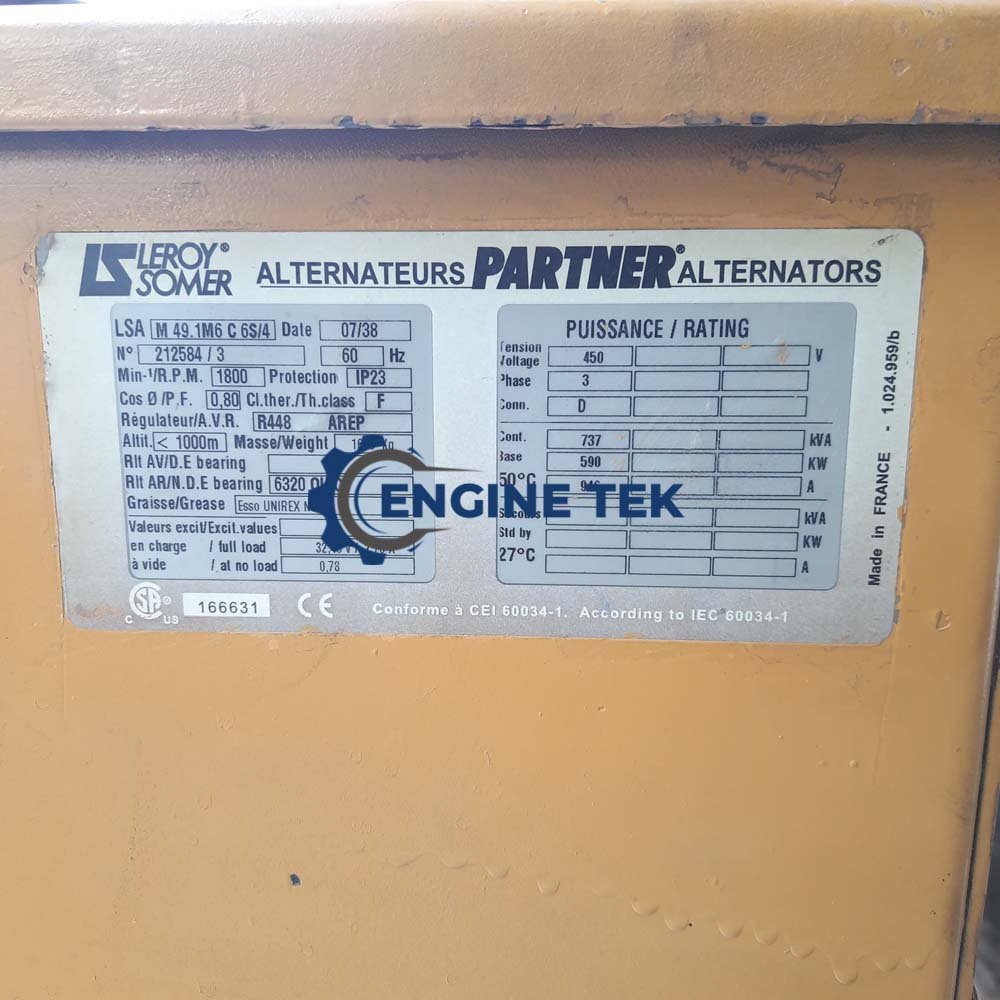 LEROY®
SOMER
ALTERNATEURS PARTNER® ALTERNATORS
LSA M 49.1M6 C 6S/4 Date 07/38
N° 212584 / 3 60 Hz
Min-¹/R.P.M. 1800 Protection IP23
Cos Ø /P.F. 0,80 Cl.ther./Th.class F
Régulateur/A.V.R. R448 AREP
Altit. < 1000m Masse/Weight Kg
Rlt AV/D.E bearing
Rlt AR/N.D.E bearing 6320
Graisse/Grease Esso UNIREX
Valeurs excit/Excit.values
en charge / full load
à vide / at no load 0,78
PUISSANCE / RATING
Tension
Voltage 450 V
Phase 3
Conn. D
Cont. 737 kVA
Base 590 KW
50°C A
kVA
Std by KW
27°C A
Made in FRANCE - 1.024.959/b
ENGINE TEK
SA® C US 166631 CE Conforme à CEI 60034-1. According to IEC 60034-1